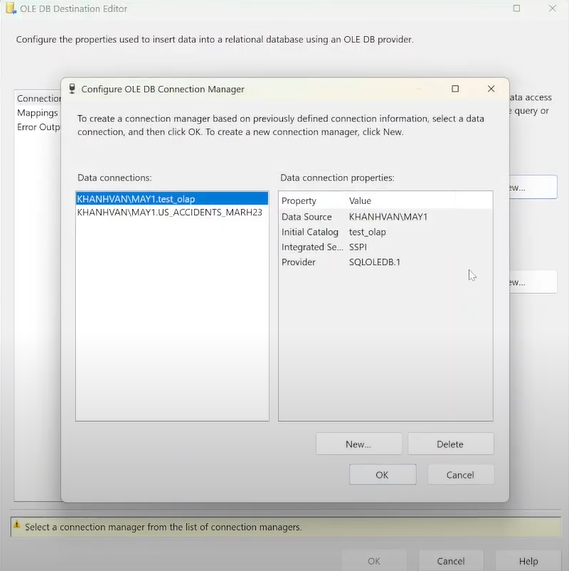 OLE DB Destination Editor
Configure the properties used to insert data into a relational database using an OLE DB provider.
Connection
Mappings
Error Outp
ata access
e query or
ew...
ew...
Configure OLE DB Connection Manager
To create a connection manager based on previously defined connection information, select a data
connection, and then click OK. To create a new connection manager, click New.
Data connections:
KHANHVAN\MAY1.test_olap
KHANHVAN\MAY1.US_ACCIDENTS_MARH23
Data connection properties:
Property Value
Data Source KHANHVAN\MAY1
Initial Catalog test_olap
Integrated Se... SSPI
Provider SQLOLEDB.1
New... Delete
OK Cancel
Select a connection manager from the list of connection managers.
OK Cancel Help